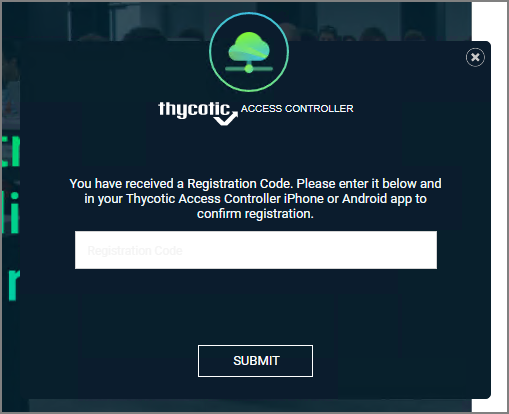 thycotic ACCESS CONTROLLER
You have received a Registration Code. Please enter it below and
in your Thycotic Access Controller iPhone or Android app to
confirm registration.
Registration Code
SUBMIT